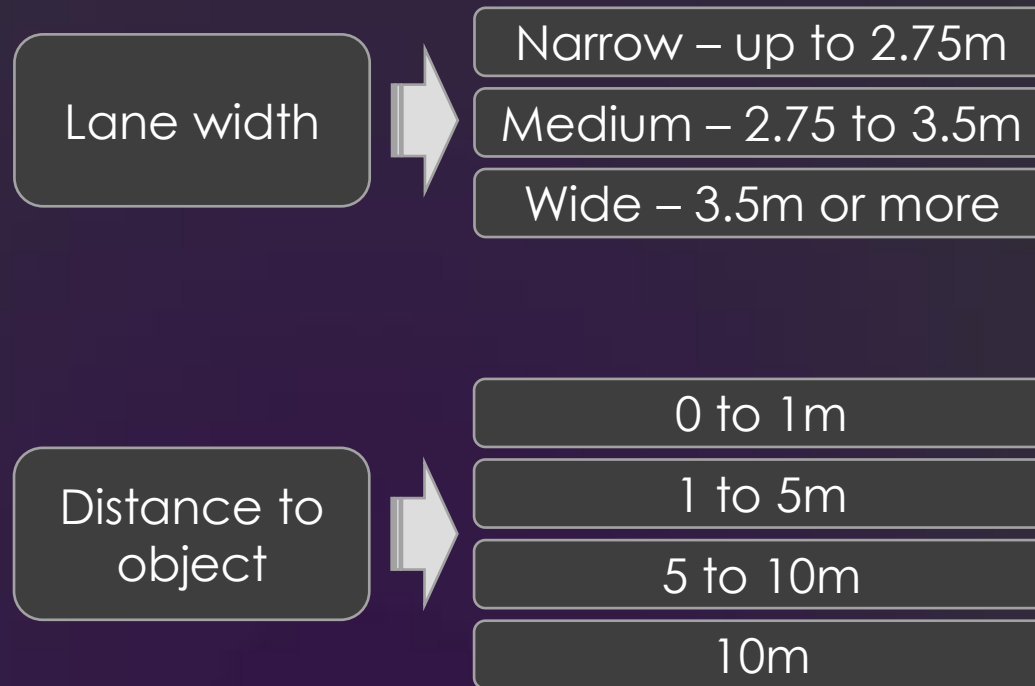 Lane width
Narrow – up to 2.75m
Medium – 2.75 to 3.5m
Wide – 3.5m or more
Distance to
object
0 to 1m
1 to 5m
5 to 10m
10m